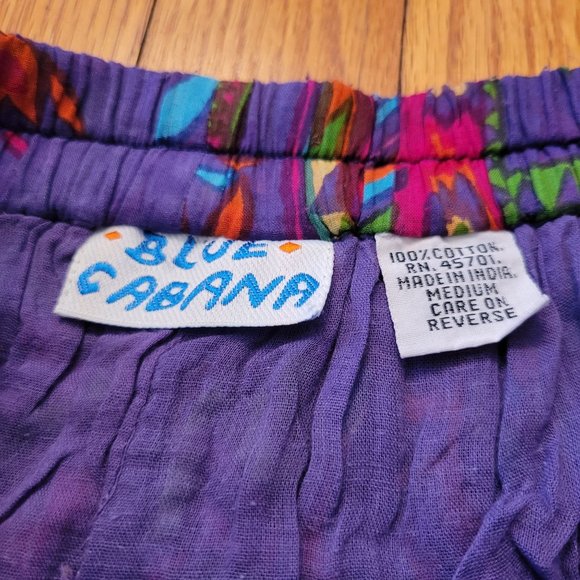 BLUE
CABANA
100% COTTON.
RN. 45701.
MADE IN INDIA.
MEDIUM
CARE ON
REVERSE